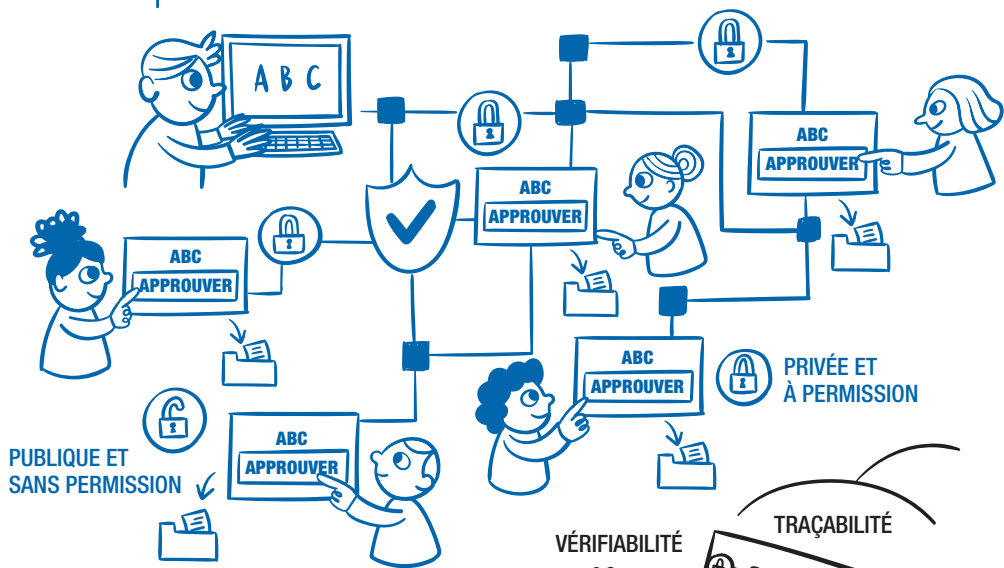 A B C
ABC
APPROUVER
ABC
APPROUVER
ABC
APPROUVER
ABC
APPROUVER
PRIVÉE ET
À PERMISSION
ABC
APPROUVER
PUBLIQUE ET
SANS PERMISSION
TRAÇABILITÉ
VÉRIFIABILITÉ